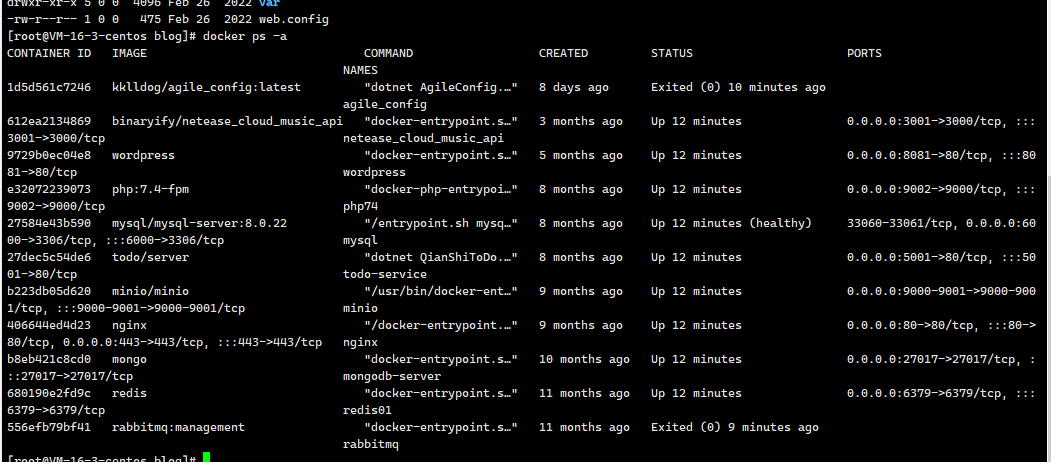 drwxr-xr-x 5 0 0  4096 Feb 26  2022 var
-rw-r--r-- 1 0 0   475 Feb 26  2022 web.config
[root@VM-16-3-centos blog]# docker ps -a
CONTAINER ID   IMAGE                               COMMAND                  CREATED         STATUS                      PORTS
NAMES
1d5d561c7246   kklldog/agile_config:latest         "dotnet AgileConfig.…"   8 days ago      Exited (0) 10 minutes ago
agile_config
612ea2134869   binaryify/netease_cloud_music_api   "docker-entrypoint.s…"   3 months ago    Up 12 minutes               0.0.0.0:3001->3000/tcp, :::
3001->3000/tcp                                  netease_cloud_music_api
9729b0ec04e8   wordpress                           "docker-entrypoint.s…"   5 months ago    Up 12 minutes               0.0.0.0:8081->80/tcp, :::80
81->80/tcp                                      wordpress
e32072239073   php:7.4-fpm                         "docker-php-entrypoi…"   8 months ago    Up 12 minutes               0.0.0.0:9002->9000/tcp, :::
9002->9000/tcp                                  php74
27584e43b590   mysql/mysql-server:8.0.22           "/entrypoint.sh mysq…"   8 months ago    Up 12 minutes (healthy)     33060-33061/tcp, 0.0.0.0:60
00->3306/tcp, :::6000->3306/tcp                 mysql
27dec5c54de6   todo/server                         "dotnet QianShiToDo.…"   8 months ago    Up 12 minutes               0.0.0.0:5001->80/tcp, :::50
01->80/tcp                                      todo-service
b223db05d620   minio/minio                         "/usr/bin/docker-ent…"   9 months ago    Up 12 minutes               0.0.0.0:9000-9001->9000-900
1/tcp, :::9000-9001->9000-9001/tcp              minio
406644ed4d23   nginx                               "/docker-entrypoint.…"   9 months ago    Up 12 minutes               0.0.0.0:80->80/tcp, :::80->
80/tcp, 0.0.0.0:443->443/tcp, :::443->443/tcp   nginx
b8eb421c8cd0   mongo                               "docker-entrypoint.s…"   10 months ago   Up 12 minutes               0.0.0.0:27017->27017/tcp, :
::27017->27017/tcp                              mongodb-server
680190e2fd9c   redis                               "docker-entrypoint.s…"   11 months ago   Up 12 minutes               0.0.0.0:6379->6379/tcp, :::
6379->6379/tcp                                  redis01
556efb79bf41   rabbitmq:management                 "docker-entrypoint.s…"   11 months ago   Exited (0) 9 minutes ago
rabbitmq
[root@VM-16-3-centos blog]#